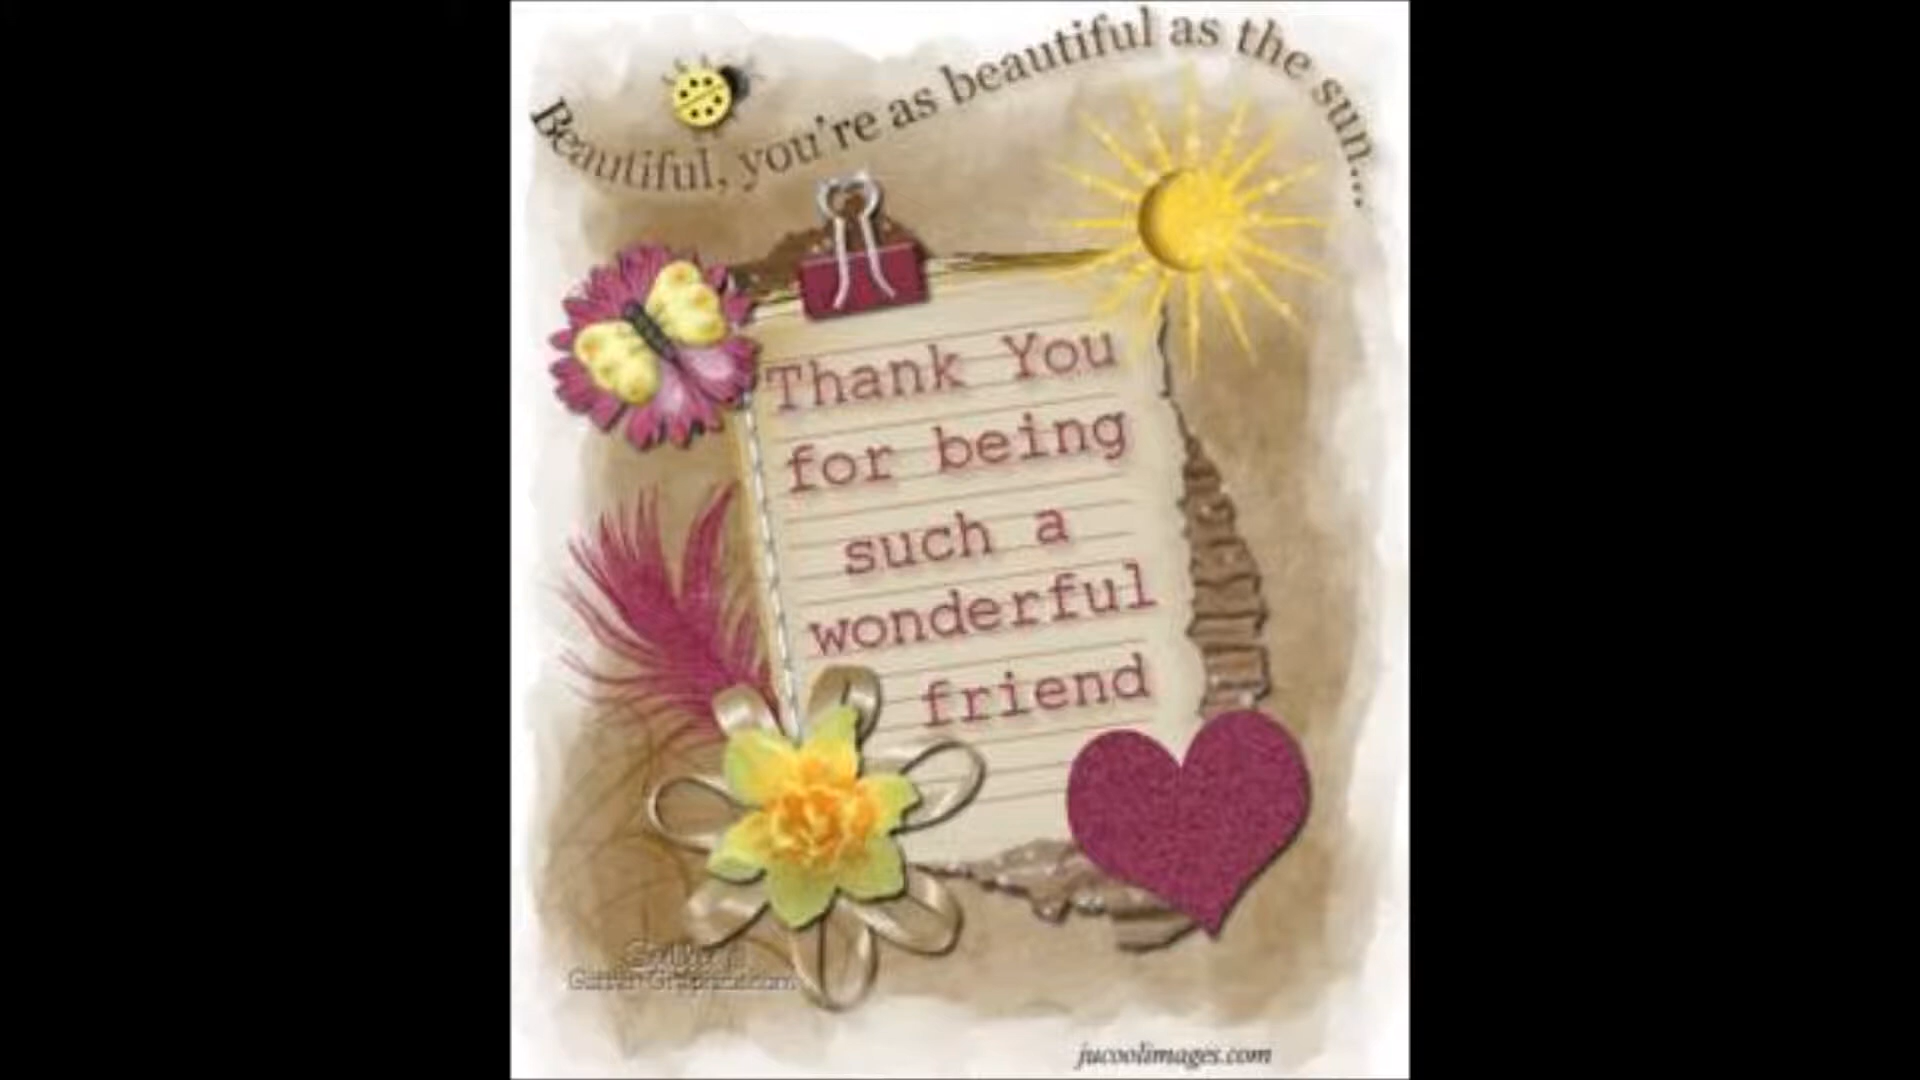 Beautiful, you're as beautiful as the sun...
Thank You
for being
such a
wonderful
friend
jucoolimages.com